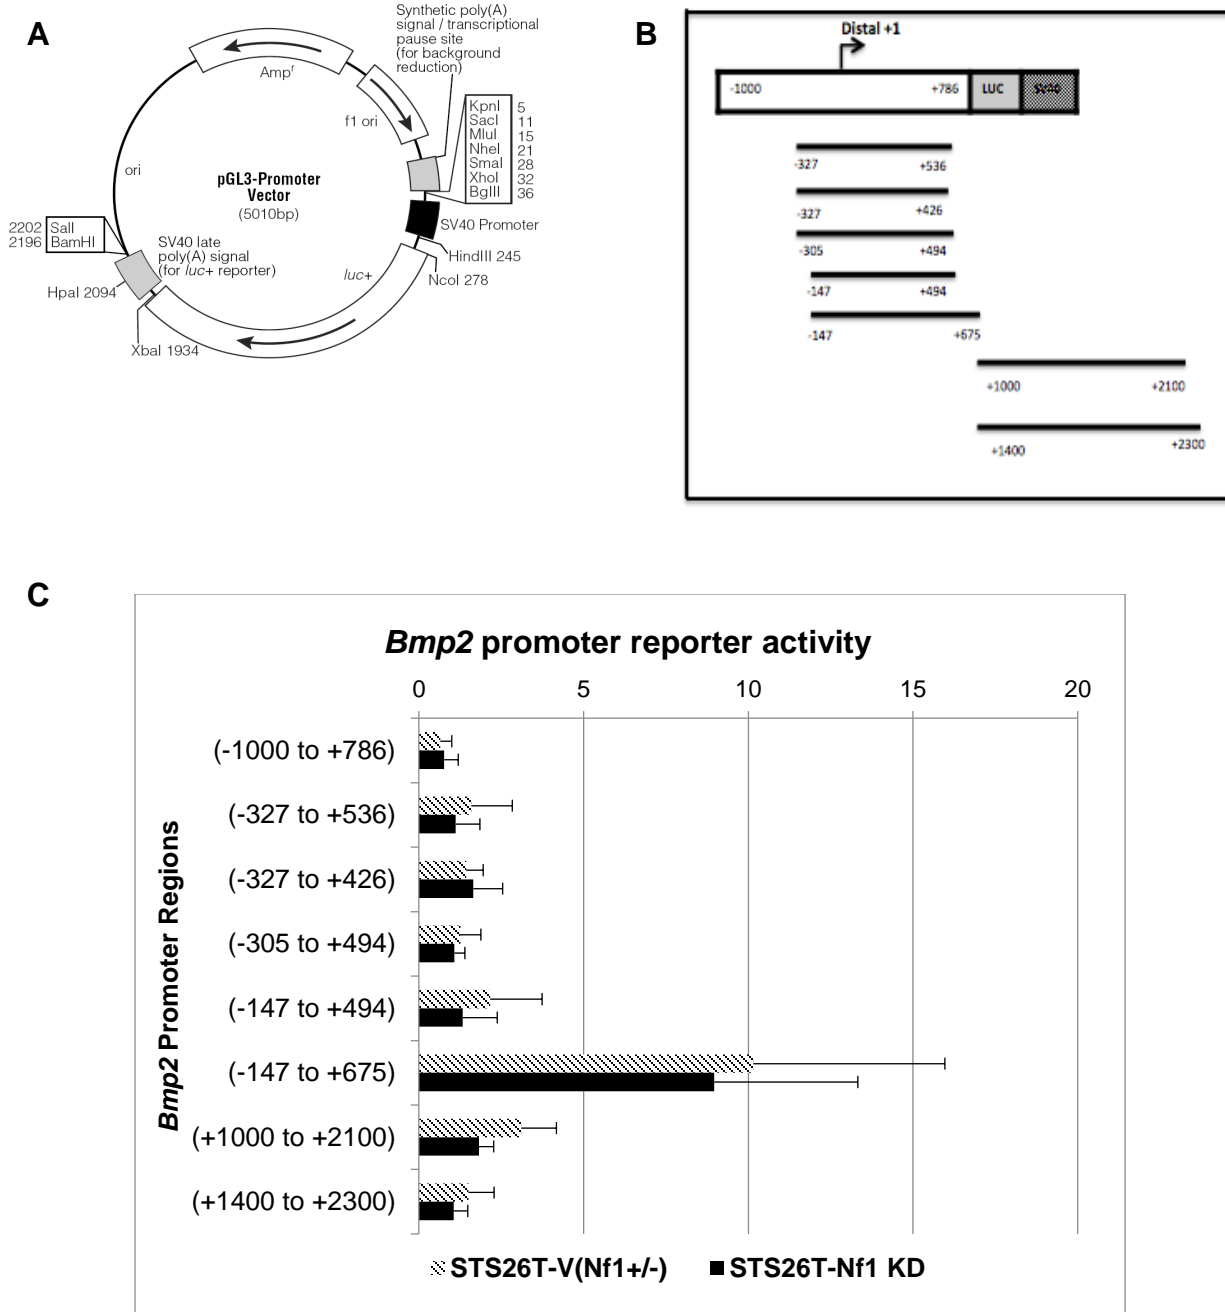 A
Synthetic poly(A)
signal / transcriptional
pause site
(for background
reduction)
Ampr
f1 ori
KpnI 5
SacI 11
MluI 15
NheI 21
SmaI 28
XhoI 32
BglII 36
ori
pGL3-Promoter
Vector
(5010bp)
2202 SalI
2196 BamHI
SV40 Promoter
SV40 late
poly(A) signal
(for luc+ reporter)
HindIII 245
luc+
NcoI 278
HpaI 2094
XbaI 1934
B
Distal +1
-1000 +786 LUC SV40
-327 +536
-327 +426
-305 +494
-147 +494
-147 +675
+1000 +2100
+1400 +2300
C
Bmp2 promoter reporter activity
0 5 10 15 20
Bmp2 Promoter Regions
(-1000 to +786)
(-327 to +536)
(-327 to +426)
(-305 to +494)
(-147 to +494)
(-147 to +675)
(+1000 to +2100)
(+1400 to +2300)
STS26T-V(Nf1+/-) STS26T-Nf1 KD